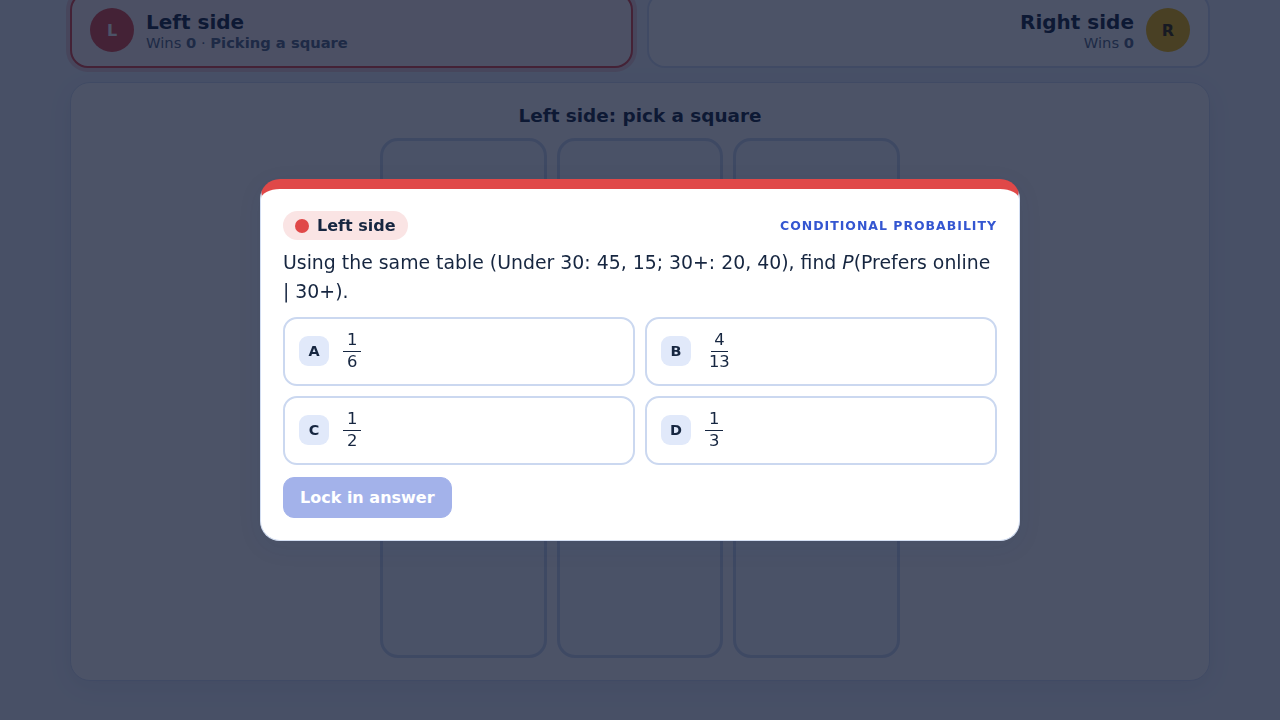 L
Left side
Wins 0 · Picking a square
Right side
Wins 0
R
Left side: pick a square
Left side
CONDITIONAL PROBABILITY
Using the same table (Under 30: 45, 15; 30+: 20, 40), find P(Prefers online
| 30+).
A 1/6
B 4/13
C 1/2
D 1/3
Lock in answer